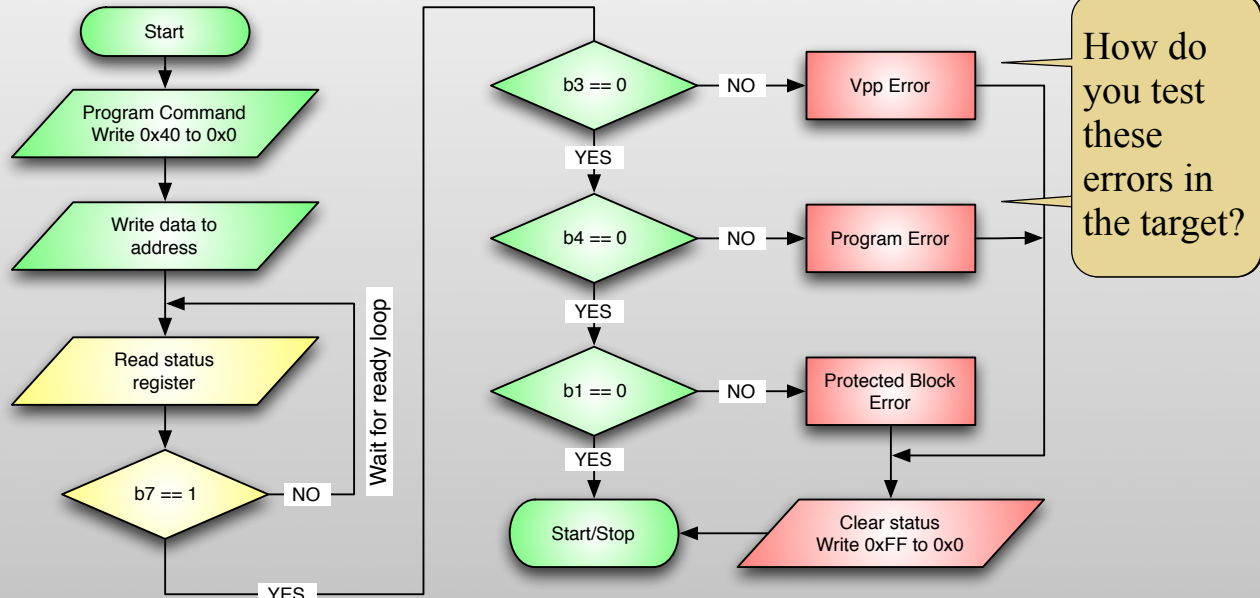 Start
Program Command
Write 0x40 to 0x0
Write data to
address
Read status
register
Wait for ready loop
b7 == 1
NO
YES
b3 == 0
NO
Vpp Error
YES
b4 == 0
NO
Program Error
YES
b1 == 0
NO
Protected Block
Error
YES
Start/Stop
Clear status
Write 0xFF to 0x0
How do
you test
these
errors in
the target?